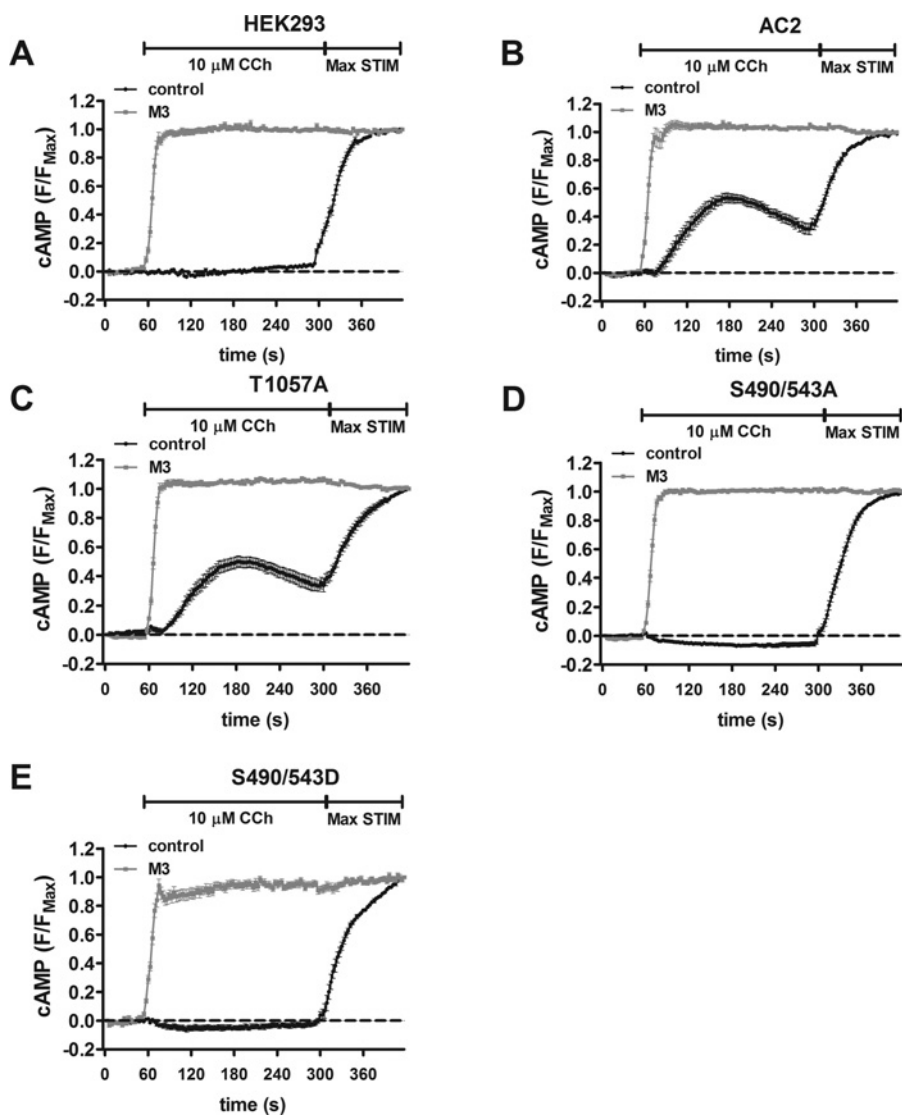 A
HEK293
10 μM CCh Max STIM
control
M3
cAMP (F/FMax)
1.2
1.0
0.8
0.6
0.4
0.2
0.0
-0.2
0 60 120 180 240 300 360
time (s)
B
AC2
10 μM CCh Max STIM
control
M3
cAMP (F/FMax)
1.2
1.0
0.8
0.6
0.4
0.2
0.0
-0.2
0 60 120 180 240 300 360
time (s)
C
T1057A
10 μM CCh Max STIM
control
M3
cAMP (F/FMax)
1.2
1.0
0.8
0.6
0.4
0.2
0.0
-0.2
0 60 120 180 240 300 360
time (s)
D
S490/543A
10 μM CCh Max STIM
control
M3
cAMP (F/FMax)
1.2
1.0
0.8
0.6
0.4
0.2
0.0
-0.2
0 60 120 180 240 300 360
time (s)
E
S490/543D
10 μM CCh Max STIM
control
M3
cAMP (F/FMax)
1.2
1.0
0.8
0.6
0.4
0.2
0.0
-0.2
0 60 120 180 240 300 360
time (s)